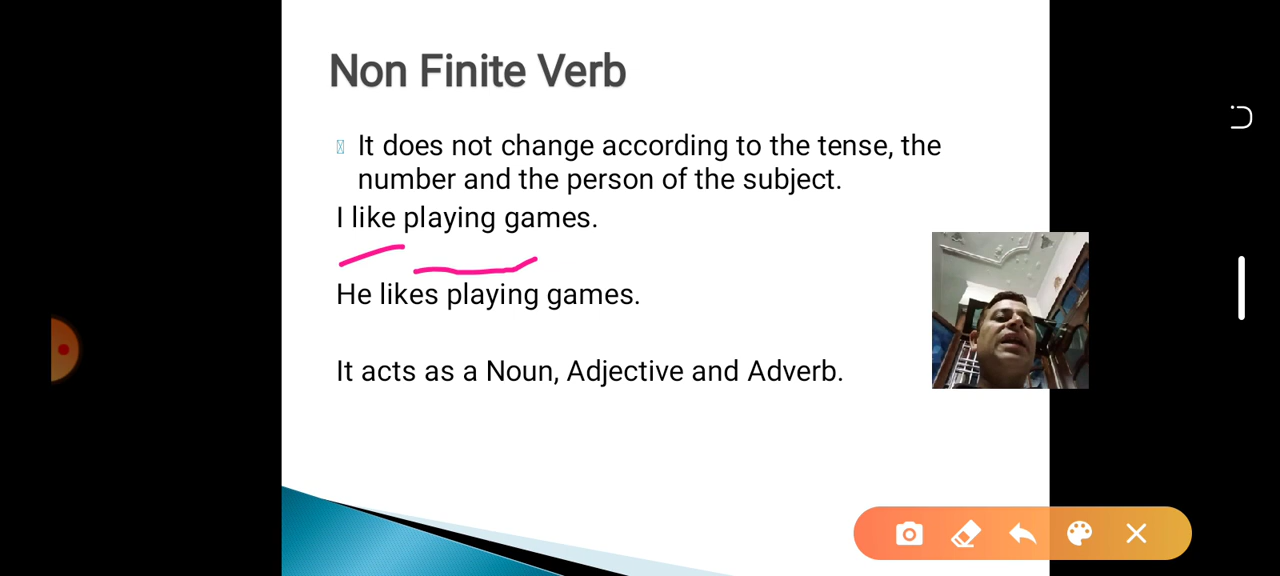 Non Finite Verb
It does not change according to the tense, the
number and the person of the subject.
I like playing games.
He likes playing games.
It acts as a Noun, Adjective and Adverb.